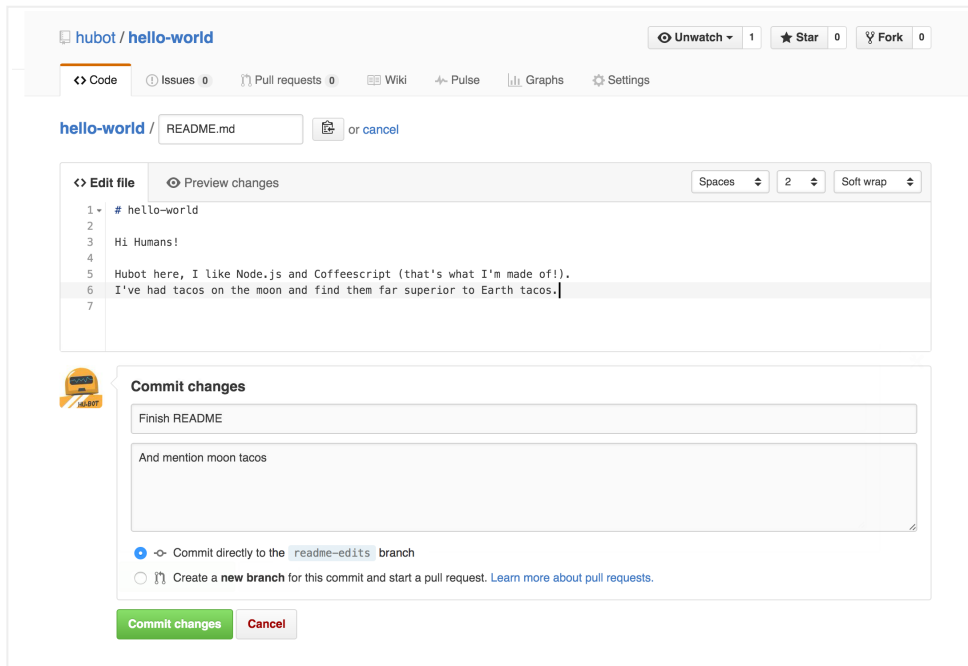 hubot / hello-world
Unwatch 1 Star 0 Fork 0
Code Issues 0 Pull requests 0 Wiki Pulse Graphs Settings
hello-world / README.md or cancel
Edit file Preview changes Spaces 2 Soft wrap
1 # hello-world
2
3 Hi Humans!
4
5 Hubot here, I like Node.js and Coffeescript (that's what I'm made of!).
6 I've had tacos on the moon and find them far superior to Earth tacos.
7
HUBOT
Commit changes
Finish README
And mention moon tacos
Commit directly to the readme-edits branch
Create a new branch for this commit and start a pull request. Learn more about pull requests.
Commit changes Cancel